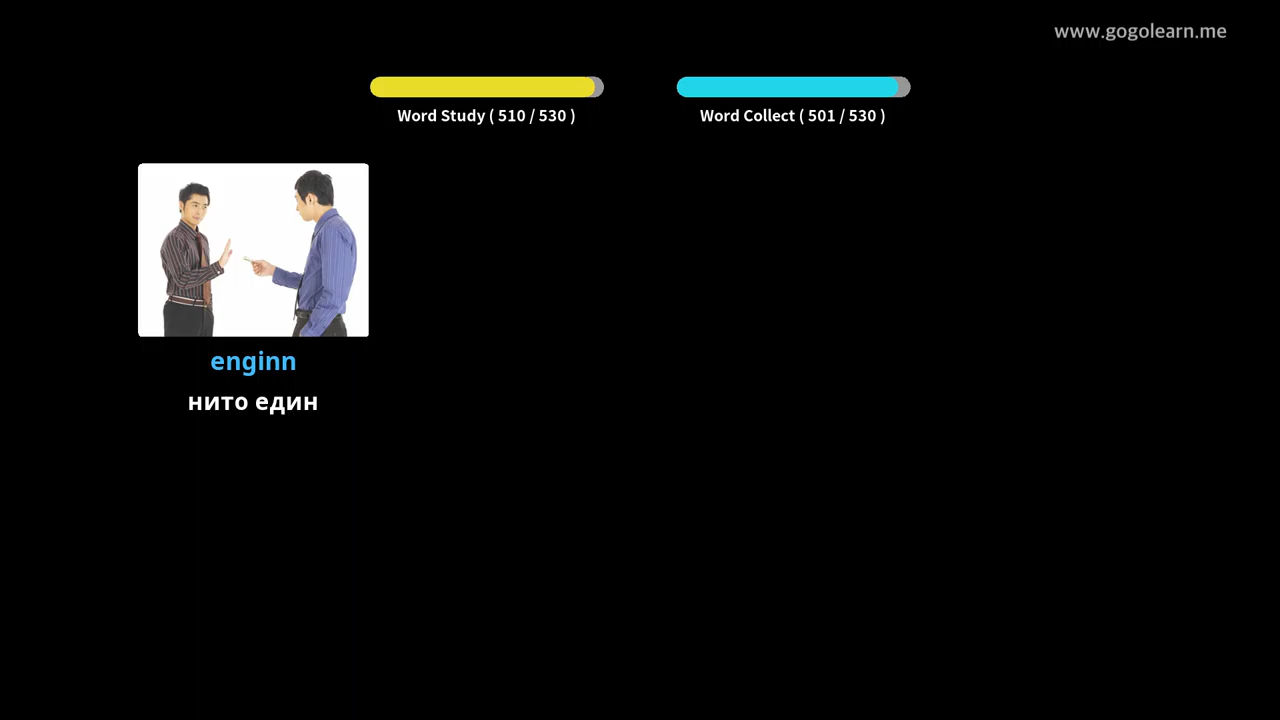 www.gogolearn.me
Word Study ( 510 / 530 )
Word Collect ( 501 / 530 )
enginn
нито един